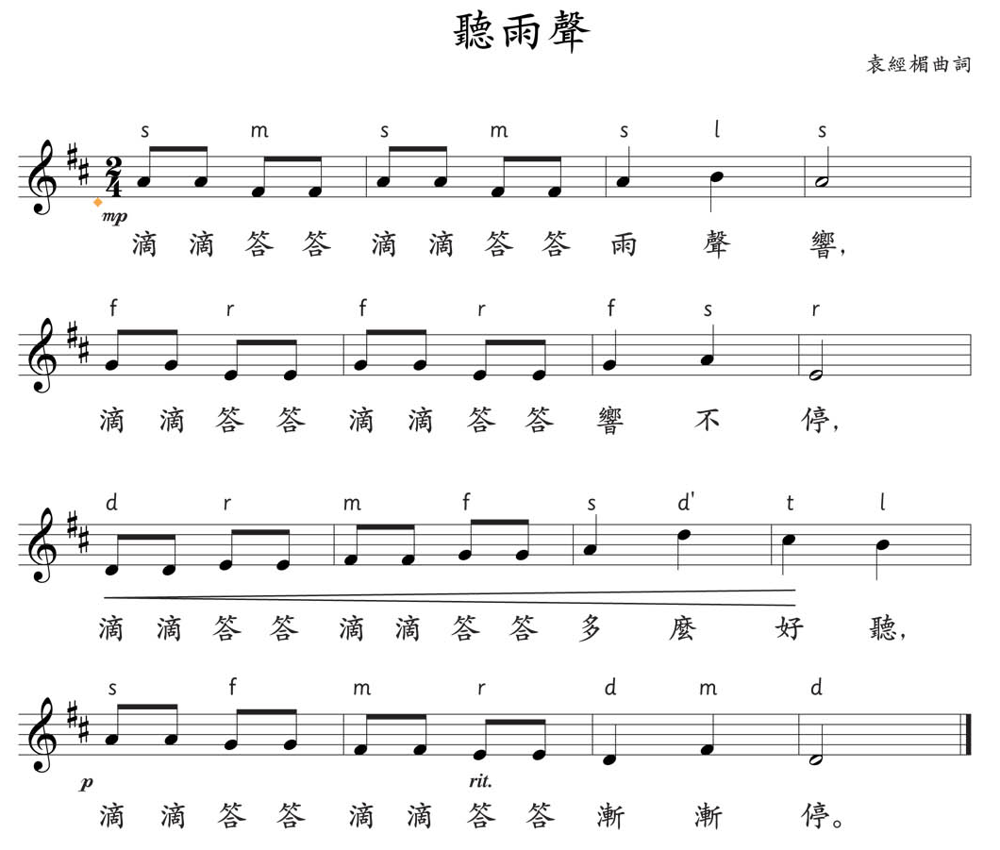 聽雨聲
袁經楣曲詞
s m s m s l s
2
4
mp
滴 滴 答 答 滴 滴 答 答 雨 聲 響,
f r f r f s r
滴 滴 答 答 滴 滴 答 答 響 不 停,
d r m f s d' t l
滴 滴 答 答 滴 滴 答 答 多 麼 好 聽,
s f m r d m d
p rit.
滴 滴 答 答 滴 滴 答 答 漸 漸 停。